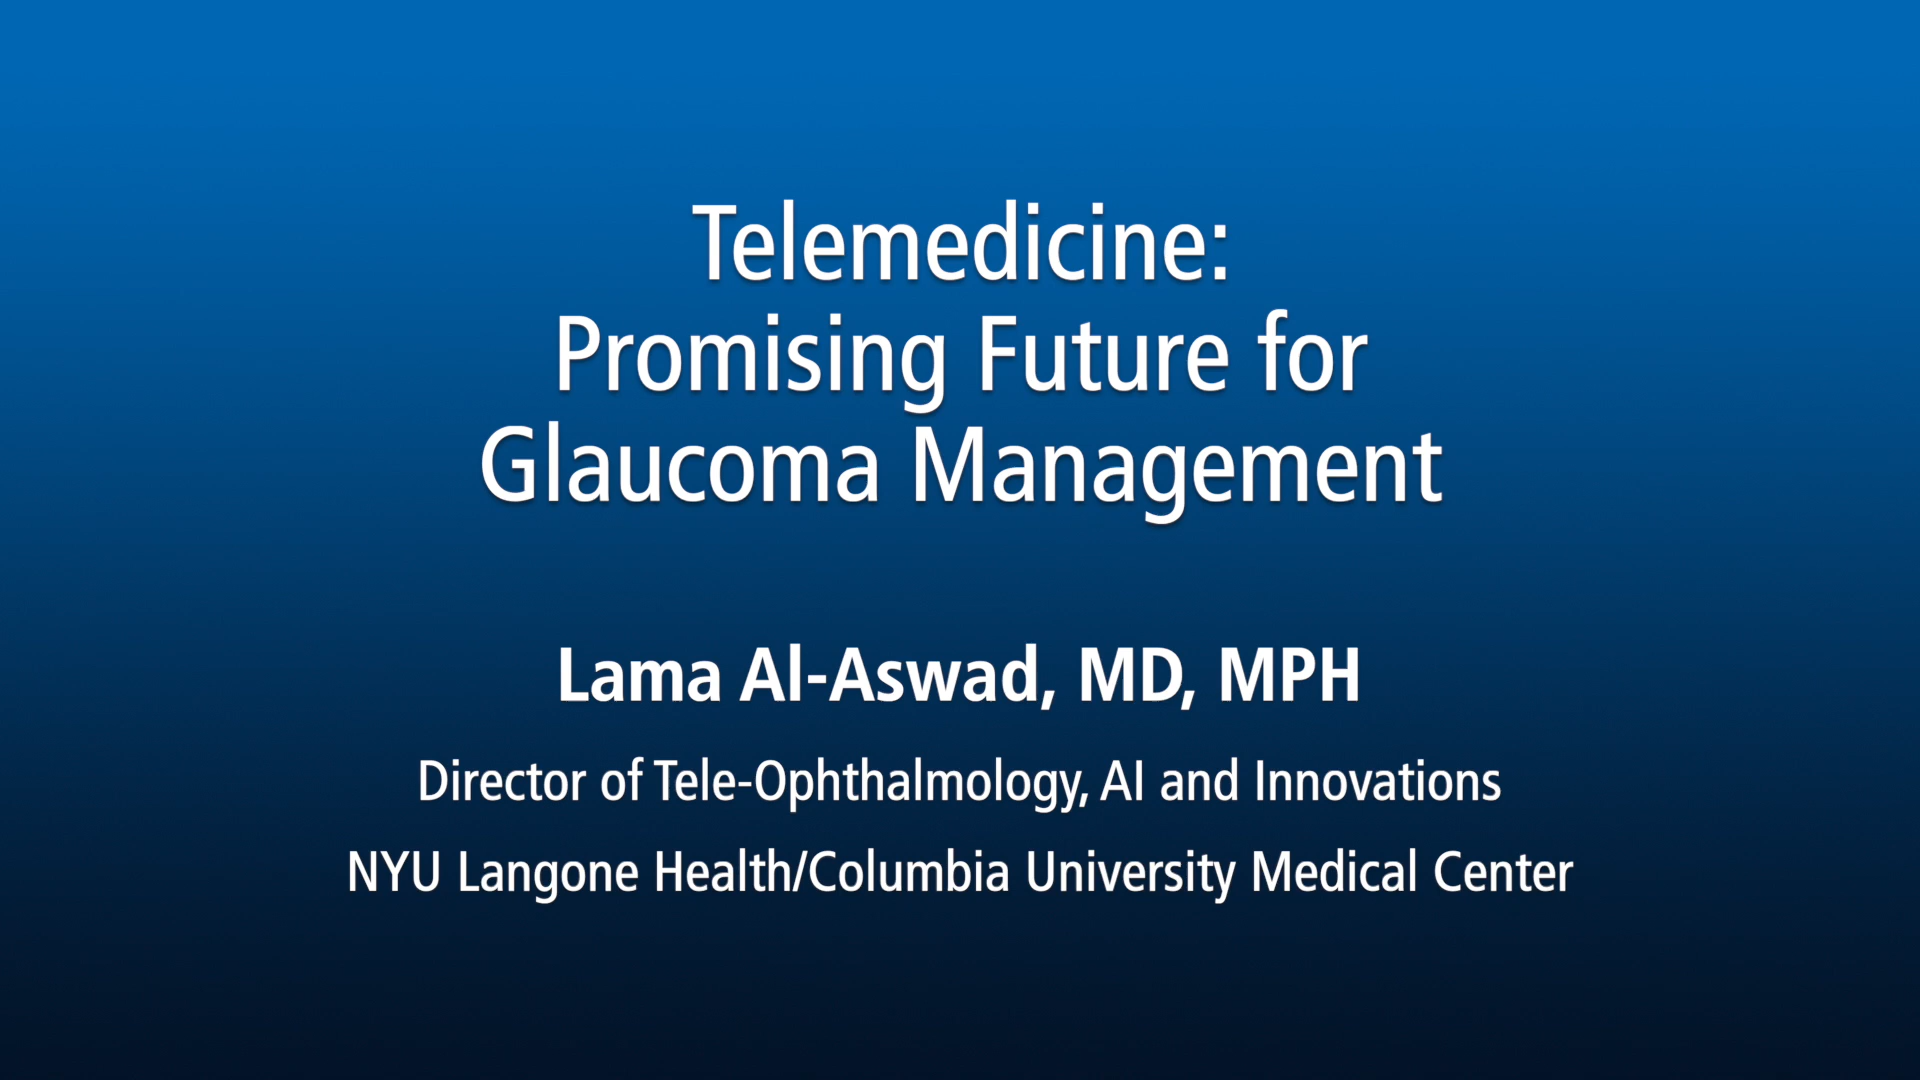 Telemedicine:
Promising Future for
Glaucoma Management
Lama Al-Aswad, MD, MPH
Director of Tele-Ophthalmology, AI and Innovations
NYU Langone Health/Columbia University Medical Center